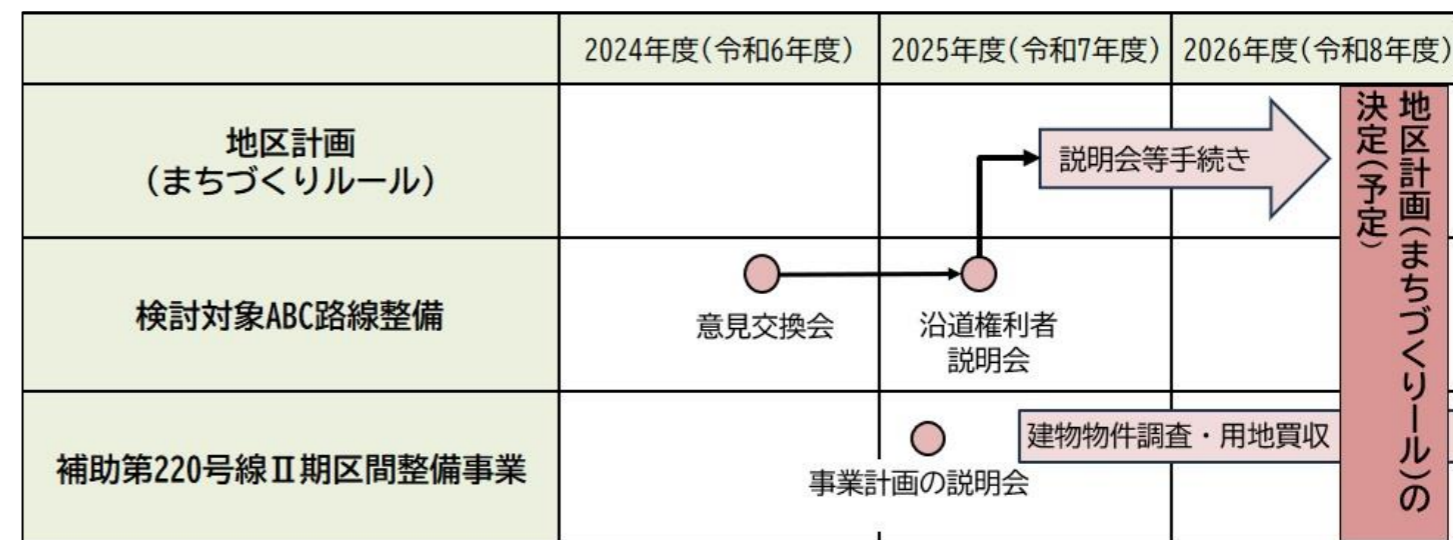 2024年度(令和6年度)
2025年度(令和7年度)
2026年度(令和8年度)
地区計画
(まちづくりルール)
説明会等手続き
検討対象ABC路線整備
意見交換会
沿道権利者
説明会
補助第220号線Ⅱ期区間整備事業
事業計画の説明会
建物物件調査・用地買収
地区計画(まちづくりルール)の
決定(予定)